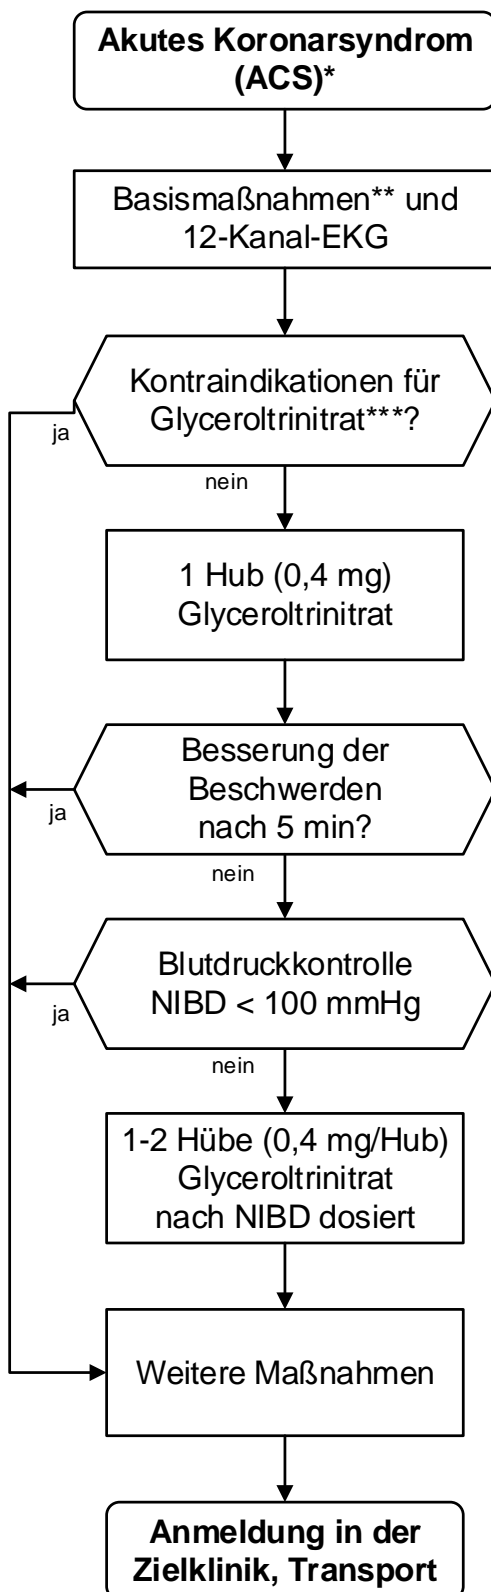 Akutes Koronarsyndrom
(ACS)*
Basismaßnahmen** und
12-Kanal-EKG
Kontraindikationen für
Glyceroltrinitrat***?
ja
nein
1 Hub (0,4 mg)
Glyceroltrinitrat
Besserung der
Beschwerden
nach 5 min?
ja
nein
Blutdruckkontrolle
NIBD < 100 mmHg
ja
nein
1-2 Hübe (0,4 mg/Hub)
Glyceroltrinitrat
nach NIBD dosiert
Weitere Maßnahmen
Anmeldung in der
Zielklinik, Transport